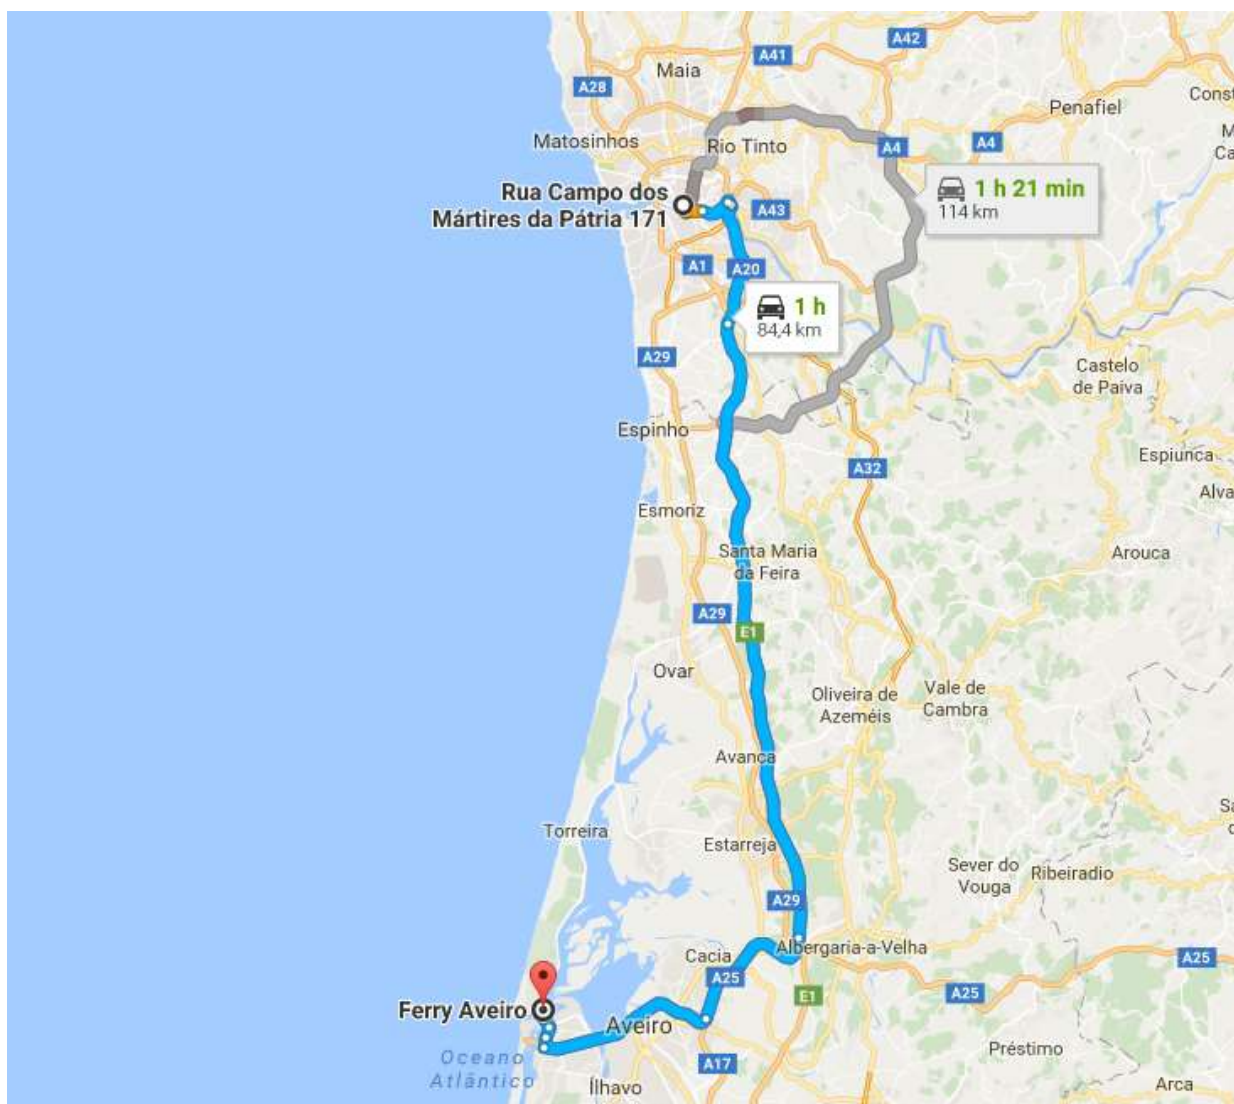 A42
A41
Maia
A28
Penafiel
Const
Matosinhos
Rio Tinto
A4
A4
M
Ca
1 h 21 min
114 km
Rua Campo dos
Mártires da Pátria 171
A43
A1
A20
1 h
84,4 km
A29
Castelo
de Paiva
Espinho
Espiunca
A32
Alva
Esmoriz
Santa Maria
da Feira
Arouca
A29
E1
Ovar
Oliveira de
Azeméis
Vale de
Cambra
Avanca
Torreira
Estarreja
Sever do
Vouga
Ribeiradio
A29
Albergaria-a-Velha
Cacia
A25
A25
A25
E1
Ferry Aveiro
Aveiro
Oceano
Atlântico
A17
Préstimo
Ílhavo
Arca